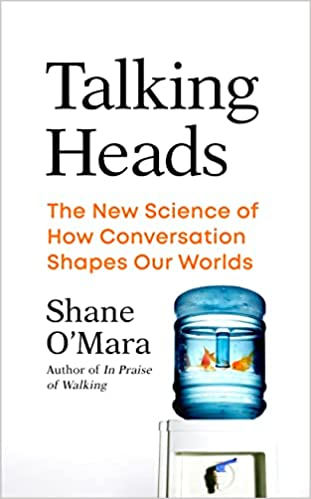 Talking
Heads
The New Science of
How Conversation
Shapes Our Worlds
Shane
O’Mara
Author of In Praise
of Walking